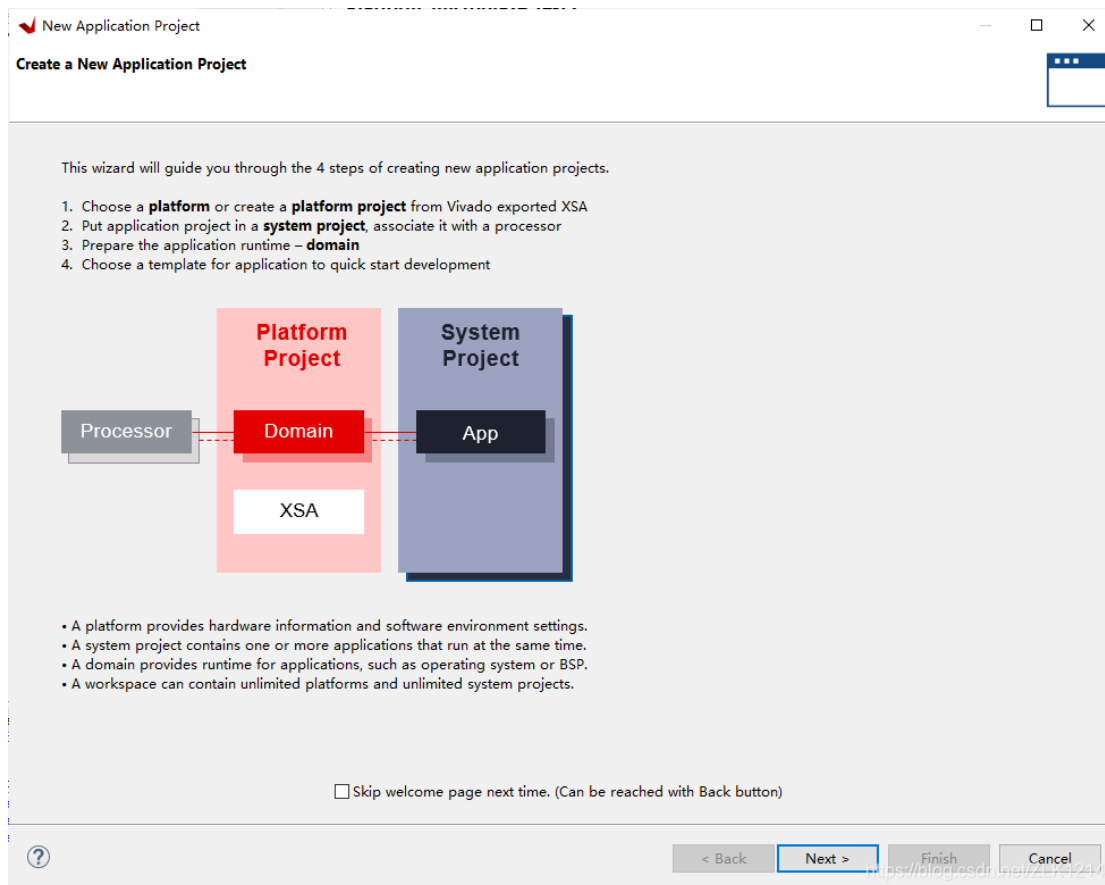 New Application Project
Create a New Application Project
This wizard will guide you through the 4 steps of creating new application projects.
1. Choose a platform or create a platform project from Vivado exported XSA
2. Put application project in a system project, associate it with a processor
3. Prepare the application runtime – domain
4. Choose a template for application to quick start development
Platform
Project
System
Project
Processor
Domain
App
XSA
• A platform provides hardware information and software environment settings.
• A system project contains one or more applications that run at the same time.
• A domain provides runtime for applications, such as operating system or BSP.
• A workspace can contain unlimited platforms and unlimited system projects.
Skip welcome page next time. (Can be reached with Back button)
?
< Back
Next >
Finish
Cancel